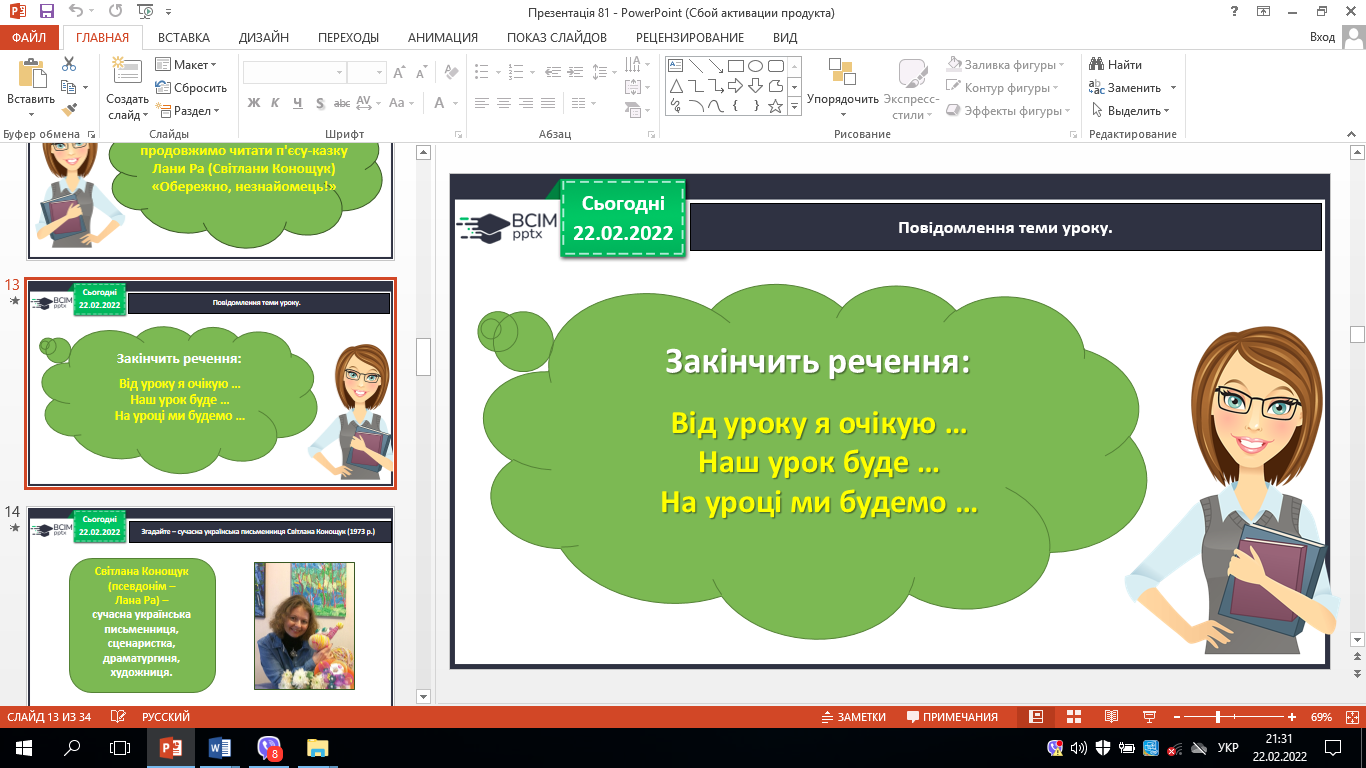 Презентація 81 - PowerPoint (Сбой активации продукта)
ФАЙЛ ГЛАВНАЯ ВСТАВКА ДИЗАЙН ПЕРЕХОДЫ АНИМАЦИЯ ПОКАЗ СЛАЙДОВ РЕЦЕНЗИРОВАНИЕ ВИД Вход
Вставить
Создать слайд
Макет
Сбросить
Раздел
Ж К Ч S abc AV Aa A
Упорядочить
Экспресс-стили
Заливка фигуры
Контур фигуры
Эффекты фигуры
Найти
Заменить
Выделить
Буфер обмена Слайды Шрифт Абзац Рисование Редактирование
продовжимо читати п'єсу-казку
Лани Ра (Світлани Конощук)
«Обережно, незнайомець!»
13
ВСІМ
pptx
Сьогодні
22.02.2022
Повідомлення теми уроку.
Закінчить речення:
Від уроку я очікую ...
Наш урок буде ...
На уроці ми будемо ...
14
ВСІМ
pptx
Сьогодні
22.02.2022
Згадайте – сучасна українська письменниця Світлана Конощук (1973 р.)
Світлана Конощук
(псевдонім –
Лана Ра) –
сучасна українська
письменниця,
сценаристка,
драматургиня,
художниця.
ВСІМ
pptx
Сьогодні
22.02.2022
Повідомлення теми уроку.
Закінчить речення:
Від уроку я очікую ...
Наш урок буде ...
На уроці ми будемо ...
СЛАЙД 13 ИЗ 34 РУССКИЙ ЗАМЕТКИ ПРИМЕЧАНИЯ 69%
8
УКР
21:31
22.02.2022